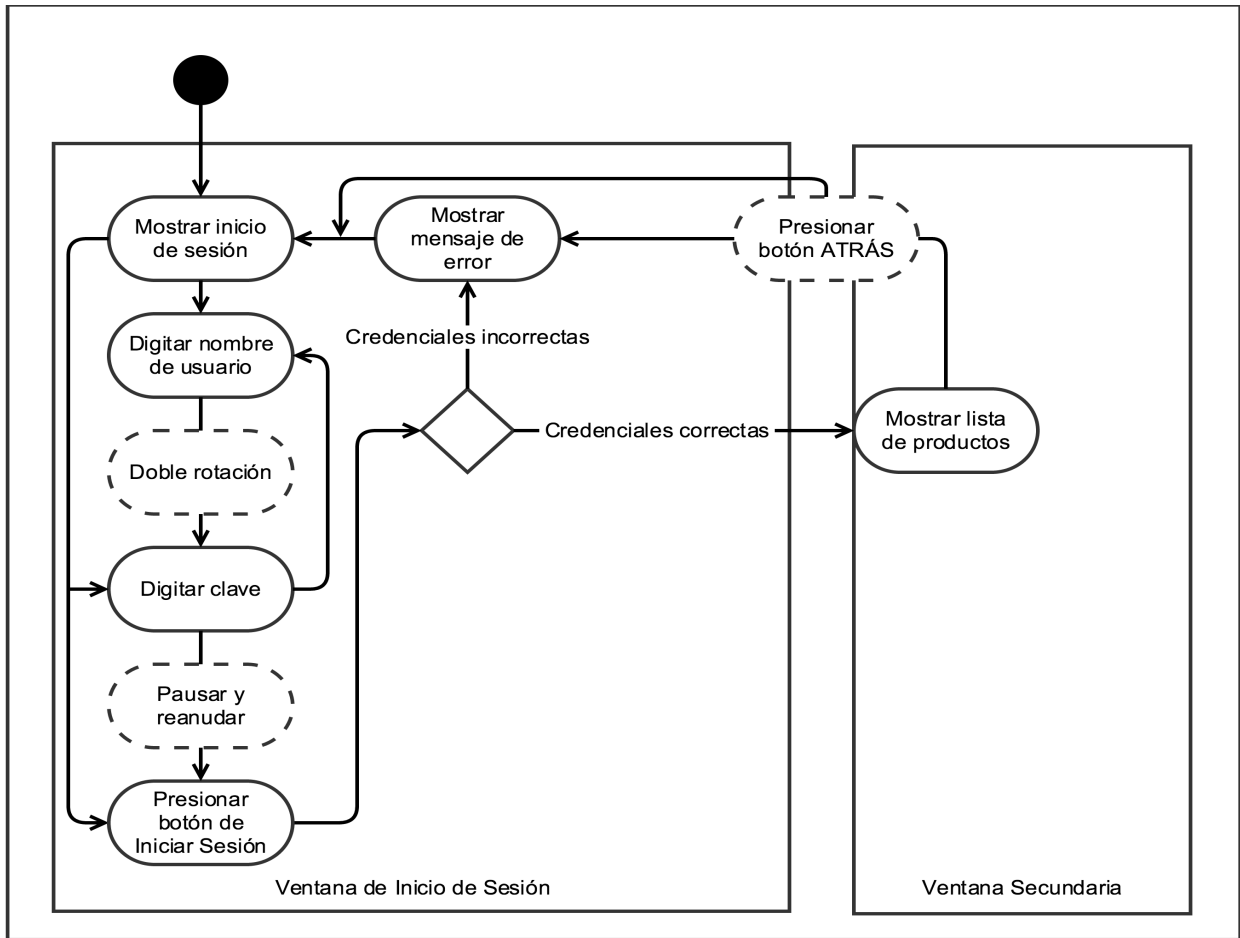 Mostrar inicio
de sesión
Mostrar
mensaje de
error
Presionar
botón ATRÁS
Credenciales incorrectas
Digitar nombre
de usuario
Credenciales correctas
Mostrar lista
de productos
Doble rotación
Digitar clave
Pausar y
reanudar
Presionar
botón de
Iniciar Sesión
Ventana de Inicio de Sesión
Ventana Secundaria